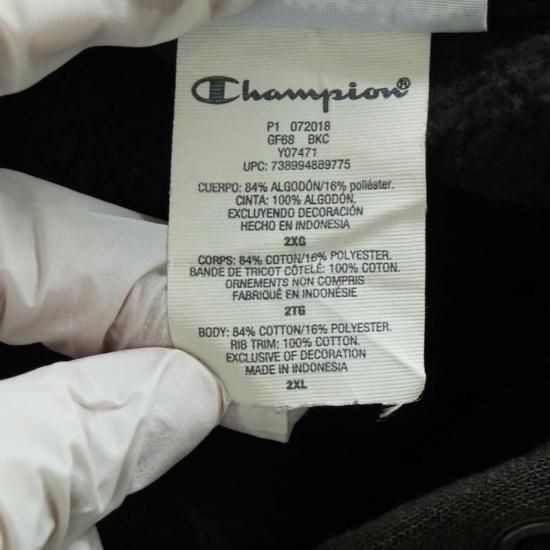 Champion®
P1 072018
GF68 BKC
Y07471
UPC: 738994889775
CUERPO: 84% ALGODÓN/16% poliéster.
CINTA: 100% ALGODÓN.
EXCLUYENDO DECORACIÓN
HECHO EN INDONESIA
2XG
CORPS: 84% COTON/16% POLYESTER.
BANDE DE TRICOT CÔTELÉ: 100% COTON.
ORNEMENTS NON COMPRIS
FABRIQUÉ EN INDONÉSIE
2TG
BODY: 84% COTTON/16% POLYESTER.
RIB TRIM: 100% COTTON.
EXCLUSIVE OF DECORATION
MADE IN INDONESIA
2XL